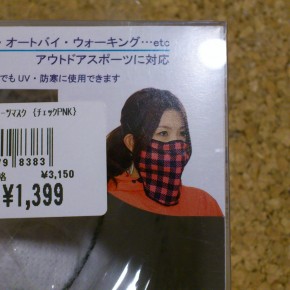 ・オートバイ・ウォーキング…etc
アウトドアスポーツに対応
でもUV・防寒に使用できます
ーツマスク {チェックPNK}
8383
格 ¥3,150
¥1,399